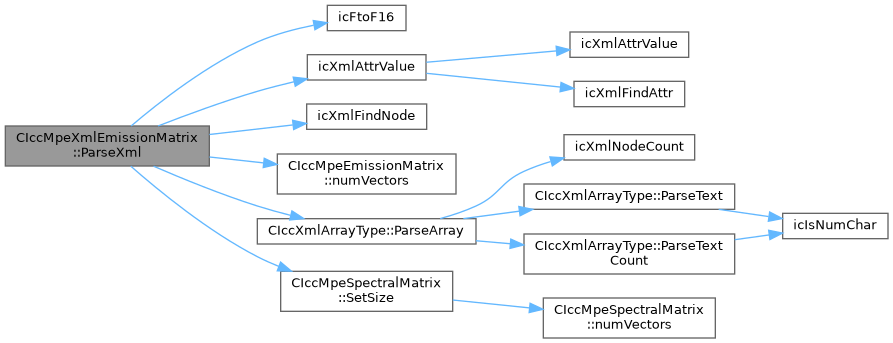 CIccMpeXmlEmissionMatrix
::ParseXml
icFtoF16
icXmlAttrValue
icXmlAttrValue
icXmlFindAttr
icXmlFindNode
CIccMpeEmissionMatrix
::numVectors
CIccXmlArrayType::ParseArray
icXmlNodeCount
CIccXmlArrayType::ParseText
CIccXmlArrayType::ParseText
Count
icIsNumChar
CIccMpeSpectralMatrix
::SetSize
CIccMpeSpectralMatrix
::numVectors